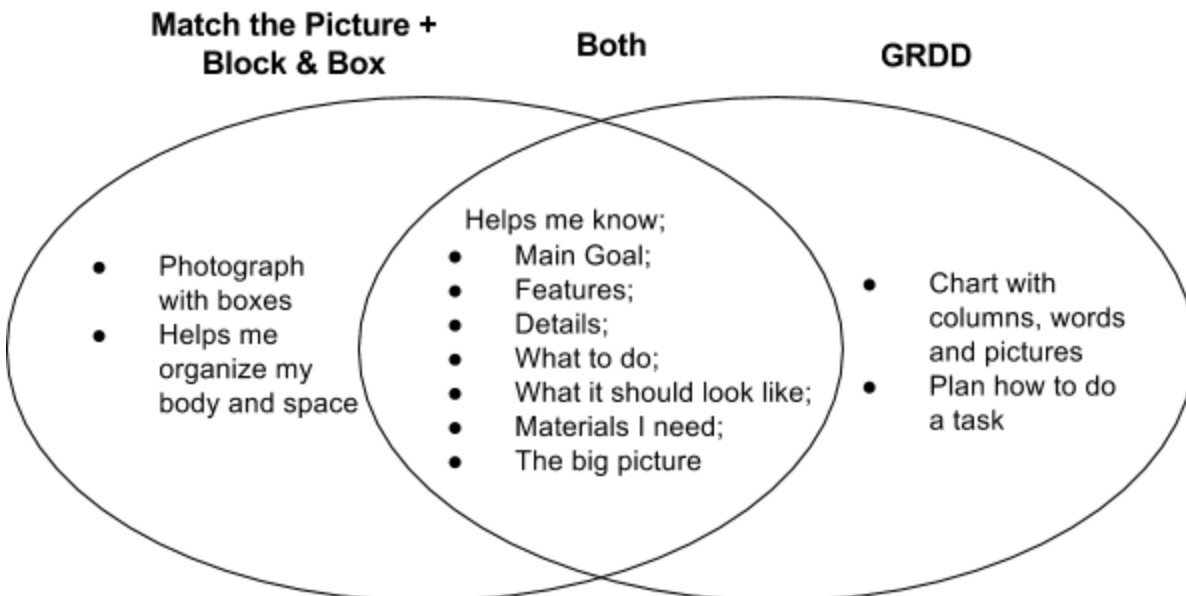 Match the Picture +
Block & Box
Both
GRDD
● Photograph
with boxes
● Helps me
organize my
body and space
Helps me know;
● Main Goal;
● Features;
● Details;
● What to do;
● What it should look like;
● Materials I need;
● The big picture
● Chart with
columns, words
and pictures
● Plan how to do
a task